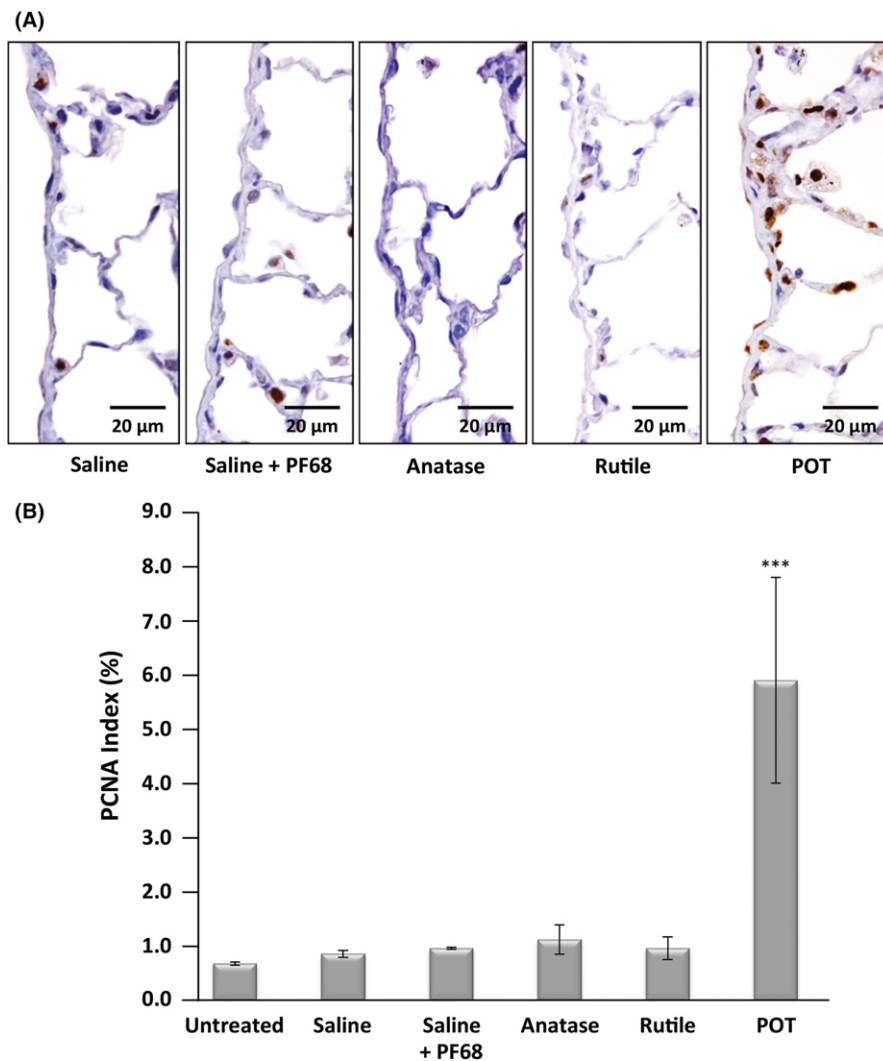 (A)
20 µm 20 µm 20 µm 20 µm 20 µm
Saline Saline + PF68 Anatase Rutile POT
(B)
PCNA Index (%)
9.0
8.0
7.0
6.0
5.0
4.0
3.0
2.0
1.0
0.0
***
Untreated Saline Saline Anatase Rutile POT
+ PF68